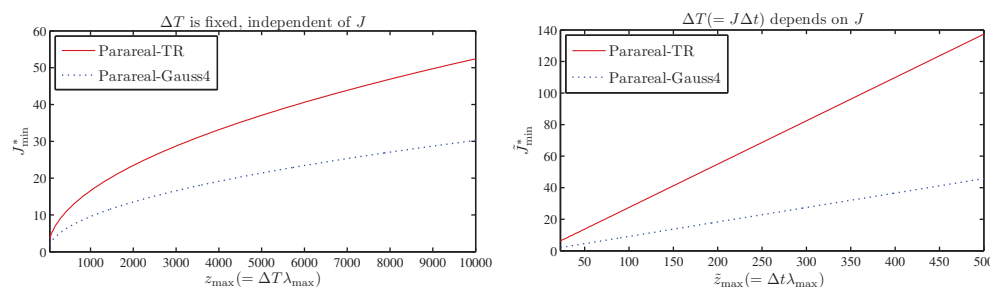 ΔT is fixed, independent of J
Parareal-TR
Parareal-Gauss4
J*min
60
50
40
30
20
10
0
1000 2000 3000 4000 5000 6000 7000 8000 9000 10000
zmax(= ΔTλmax)
ΔT(= JΔt) depends on J
Parareal-TR
Parareal-Gauss4
J̃*min
140
120
100
80
60
40
20
0
50 100 150 200 250 300 350 400 450 500
z̃max(= Δtλmax)